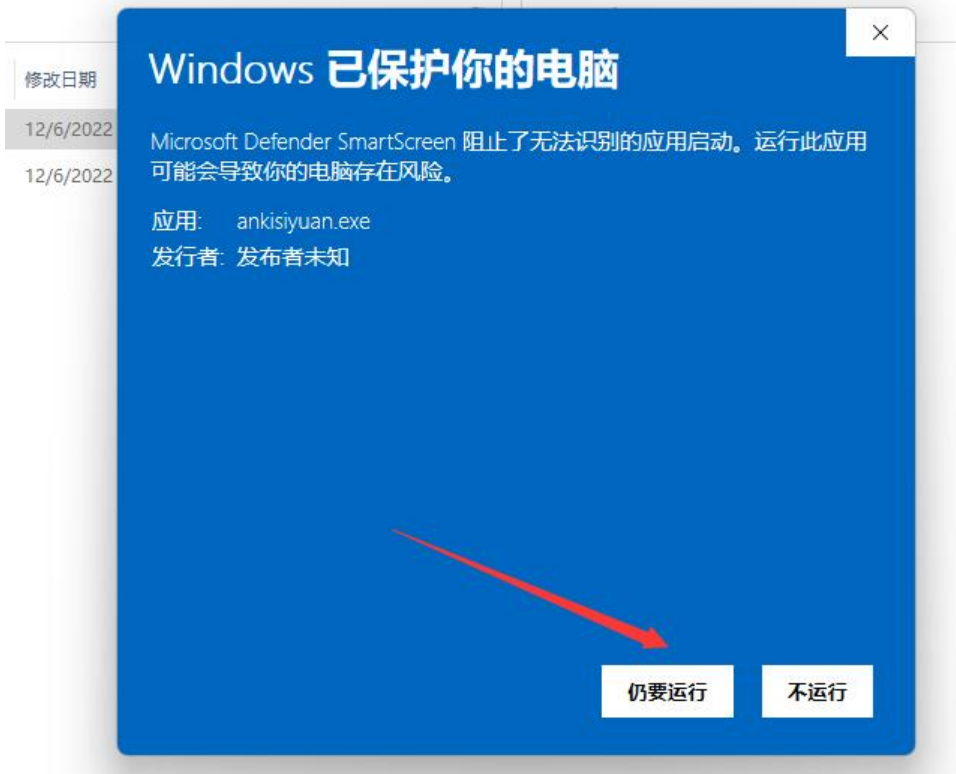 Windows 已保护你的电脑
修改日期
12/6/2022
Microsoft Defender SmartScreen 阻止了无法识别的应用启动。运行此应用
可能会导致你的电脑存在风险。
12/6/2022
应用: ankisiyuan.exe
发行者: 发布者未知
仍要运行 不运行